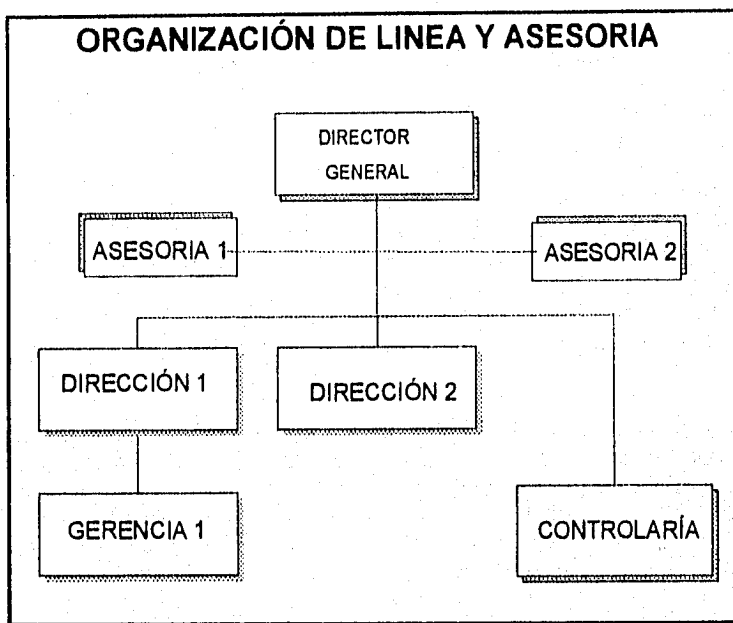 ORGANIZACIÓN DE LINEA Y ASESORIA
DIRECTOR
GENERAL
ASESORIA 1
ASESORIA 2
DIRECCIÓN 1
DIRECCIÓN 2
GERENCIA 1
CONTROLARÍA